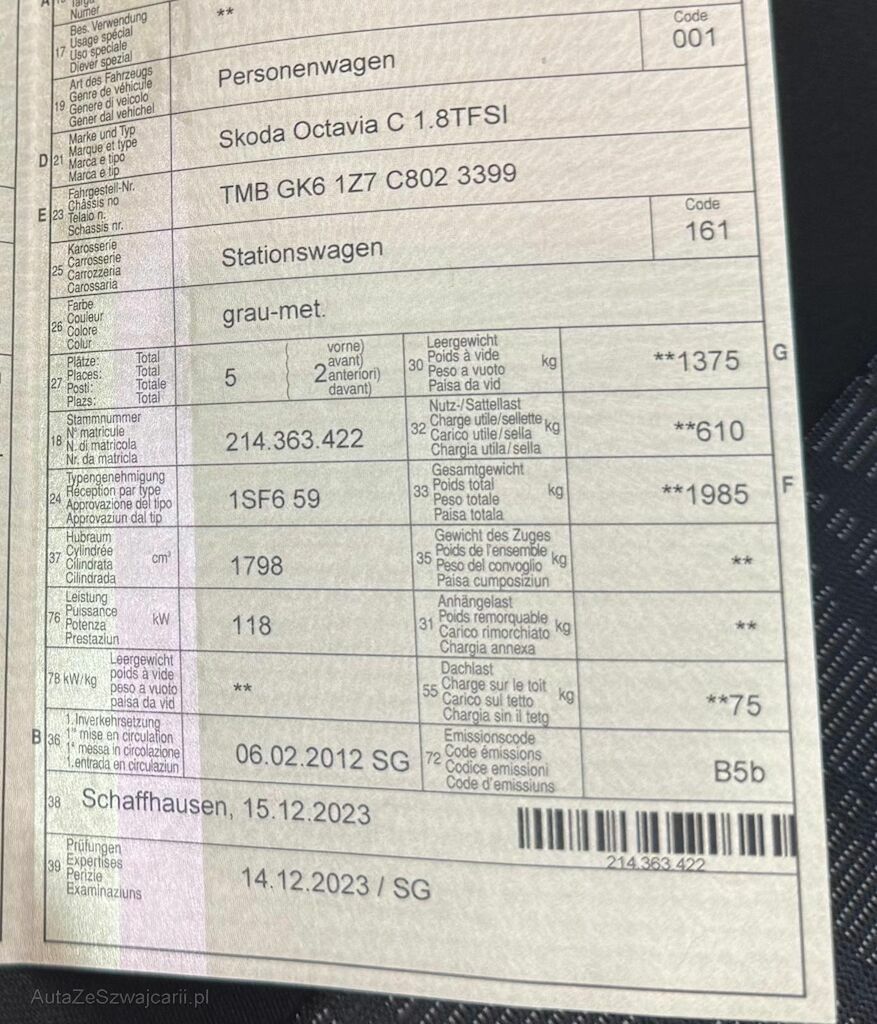 A
Targa
Numer
**
17
Bes. Verwendung
Usage spécial
Uso speciale
Diever spezial
19
Art des Fahrzeugs
Genre de véhicule
Genere di veicolo
Gener dal vehichel
Personenwagen
Code
001
D 21
Marke und Typ
Marque et type
Marca e tipo
Marca e tip
Skoda Octavia C 1.8TFSI
E 23
Fahrgestell-Nr.
Châssis no
Telaio n.
Schassis nr.
TMB GK6 1Z7 C802 3399
25
Karosserie
Carrosserie
Carrozzeria
Carossaria
Stationswagen
Code
161
26
Farbe
Couleur
Colore
Colur
grau-met.
27
Plätze: Total
Places: Total
Posti: Totale
Plazs: Total
5
2
vorne)
avant)
anteriori)
davant)
30
Leergewicht
Poids à vide
Peso a vuoto
Paisa da vid
kg
**1375
G
18
Stammnummer
N° matricule
N. di matricola
Nr. da matricla
214.363.422
32
Nutz-/Sattellast
Charge utile/sellette
Carico utile/sella
Chargia utila/sella
kg
**610
24
Typengenehmigung
Réception par type
Approvazione del tipo
Approvaziun dal tip
1SF6 59
33
Gesamtgewicht
Poids total
Peso totale
Paisa totala
kg
**1985
F
37
Hubraum
Cylindrée
Cilindrata
Cilindrada
cm³
1798
35
Gewicht des Zuges
Poids de l'ensemble
Peso del convoglio
Paisa cumposiziun
kg
**
76
Leistung
Puissance
Potenza
Prestaziun
kW
118
31
Anhängelast
Poids remorquable
Carico rimorchiato
Chargia annexa
kg
**
78 kW/kg
Leergewicht
poids à vide
peso a vuoto
paisa da vid
**
55
Dachlast
Charge sur le toit
Carico sul tetto
Chargia sin il tetg
kg
**75
B 36
1. Inverkehrsetzung
1re mise en circulation
1a messa in circolazione
1. entrada en circulaziun
06.02.2012 SG
72
Emissionscode
Code émissions
Codice emissioni
Code d'emissiuns
B5b
38
Schaffhausen, 15.12.2023
214.363.422
39
Prüfungen
Expertises
Perizie
Examinaziuns
14.12.2023 / SG
AutaZeSzwajcarii.pl